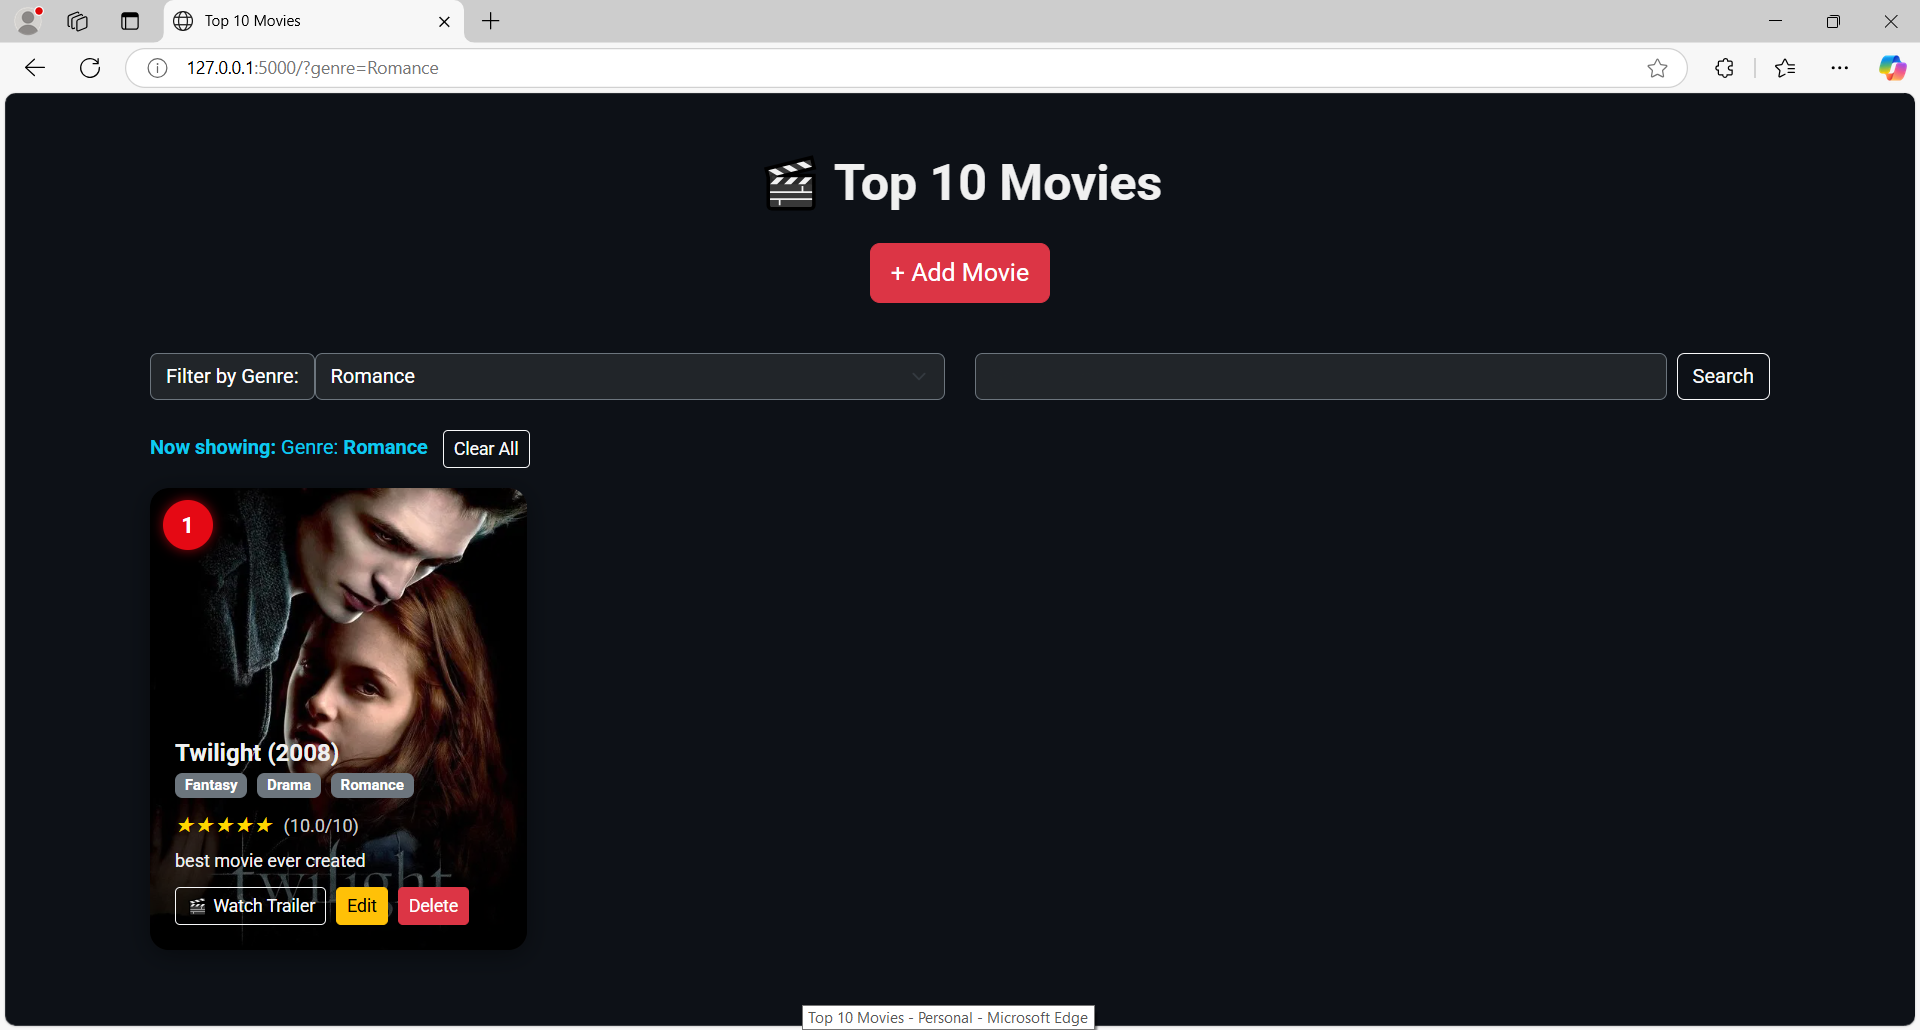 Top 10 Movies
127.0.0.1:5000/?genre=Romance
Top 10 Movies
+ Add Movie
Filter by Genre: Romance Search
Now showing: Genre: Romance Clear All
1
Twilight (2008)
Fantasy Drama Romance
★★★★★ (10.0/10)
best movie ever created
twilight
Watch Trailer Edit Delete
Top 10 Movies - Personal - Microsoft Edge